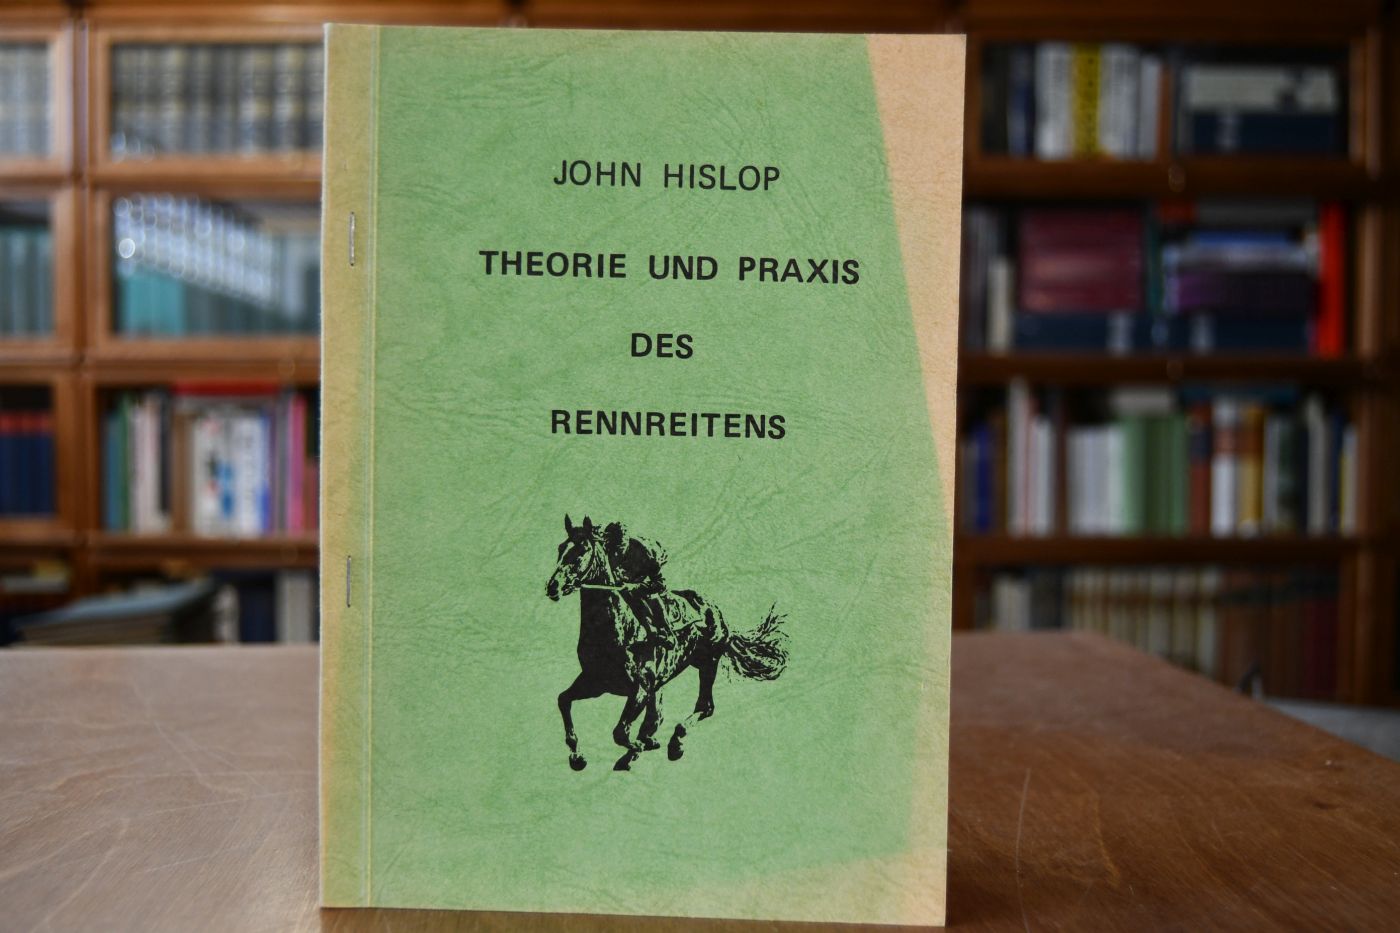 JOHN HISLOP
THEORIE UND PRAXIS
DES
RENNREITENS